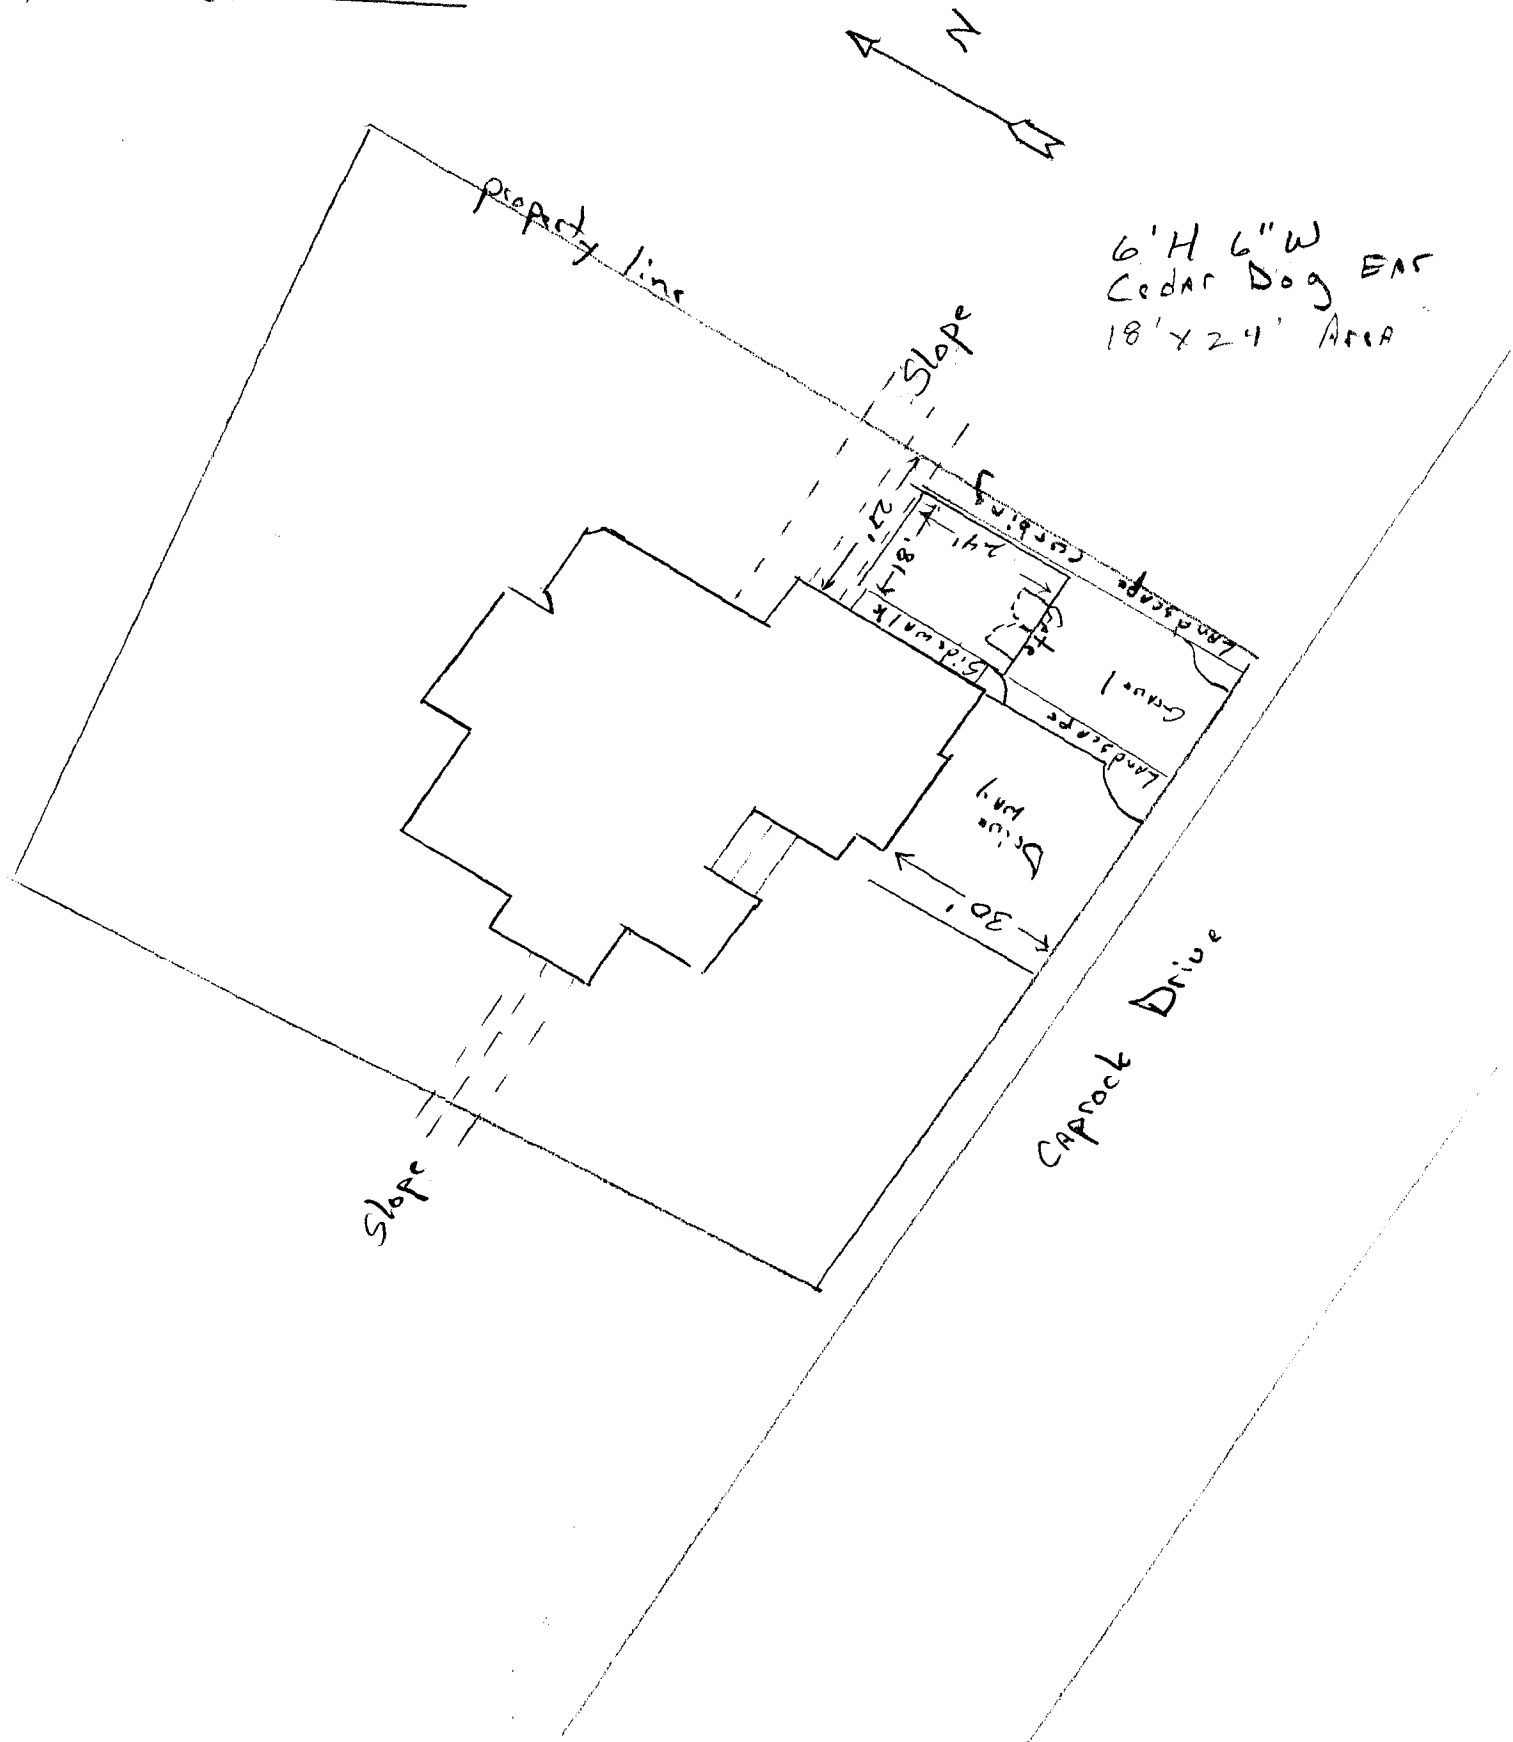 N
6'H 6"W
Cedar Dog Ear
18' x 24' Area
property line
Slope
22'
18'
24'
Gate
Landscape curbing
Sidewalk
Gravel
Landscape
Drive
way
30'
Caprock Drive
Slope